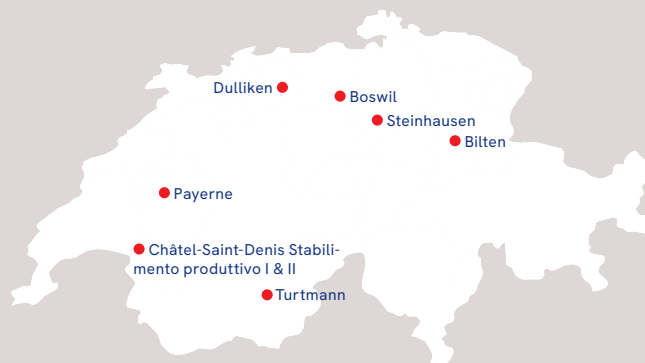 Dulliken
Boswil
Steinhausen
Bilten
Payerne
Châtel-Saint-Denis Stabili-
mento produttivo I & II
Turtmann